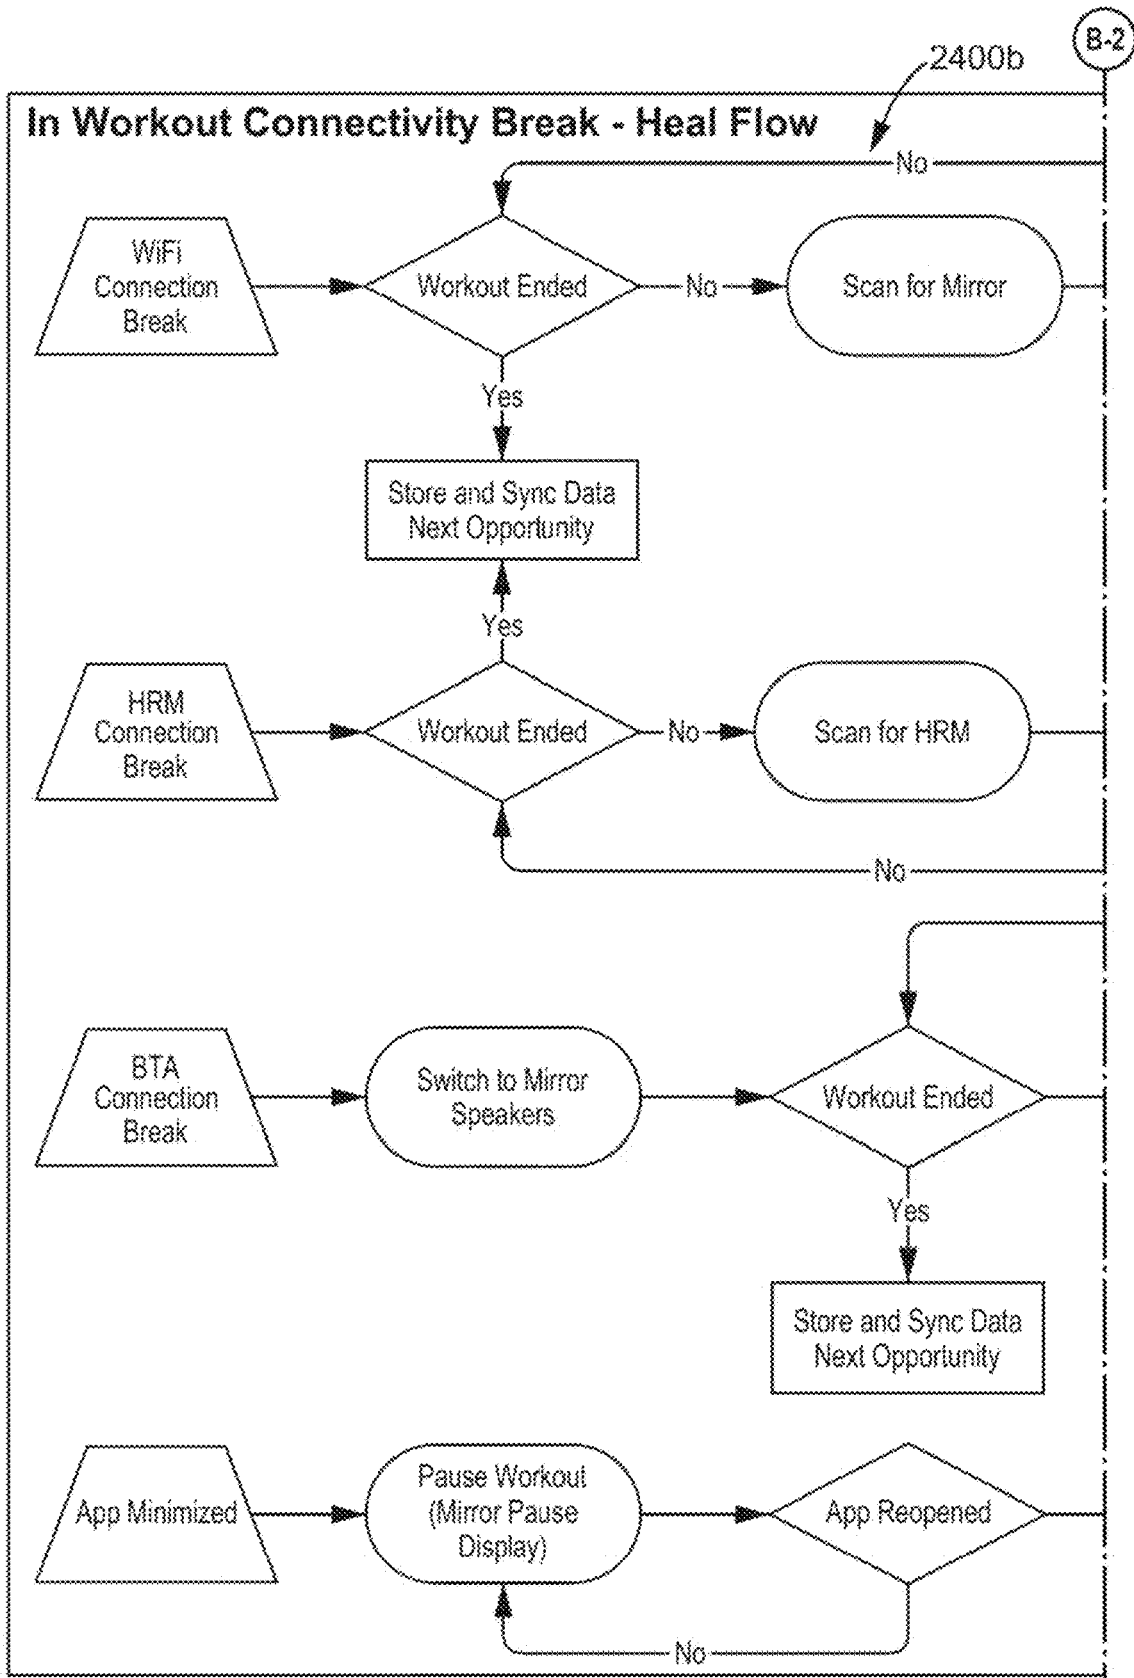 B-2
2400b
In Workout Connectivity Break - Heal Flow
No
WiFi
Connection
Break
Workout Ended
No
Scan for Mirror
Yes
Store and Sync Data
Next Opportunity
Yes
HRM
Connection
Break
Workout Ended
No
Scan for HRM
No
BTA
Connection
Break
Switch to Mirror
Speakers
Workout Ended
Yes
Store and Sync Data
Next Opportunity
App Minimized
Pause Workout
(Mirror Pause
Display)
App Reopened
No